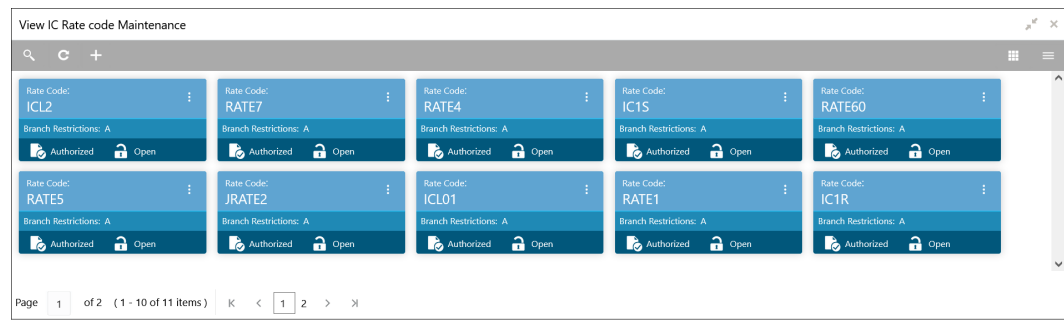 View IC Rate code Maintenance
Rate Code: Rate Code: Rate Code: Rate Code: Rate Code:
ICL2 RATE7 RATE4 IC1S RATE60
Branch Restrictions: A Branch Restrictions: A Branch Restrictions: A Branch Restrictions: A Branch Restrictions: A
Authorized Open Authorized Open Authorized Open Authorized Open Authorized Open
Rate Code: Rate Code: Rate Code: Rate Code: Rate Code:
RATE5 JRATE2 ICL01 RATE1 IC1R
Branch Restrictions: A Branch Restrictions: A Branch Restrictions: A Branch Restrictions: A Branch Restrictions: A
Authorized Open Authorized Open Authorized Open Authorized Open Authorized Open
Page 1 of 2 ( 1 - 10 of 11 items ) 1 2